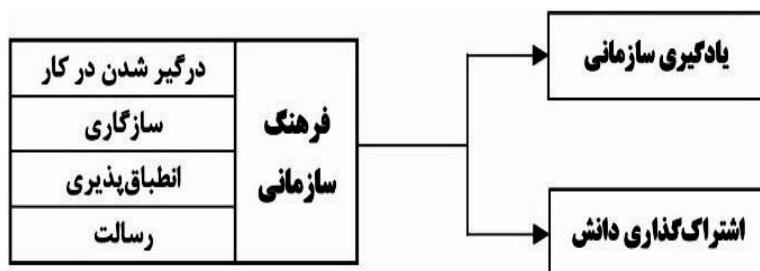 یادگیری سازمانی
درگیر شدن در کار
سازگاری
انطباق‌پذیری
رسالت
فرهنگ
سازمانی
اشتراک‌گذاری دانش